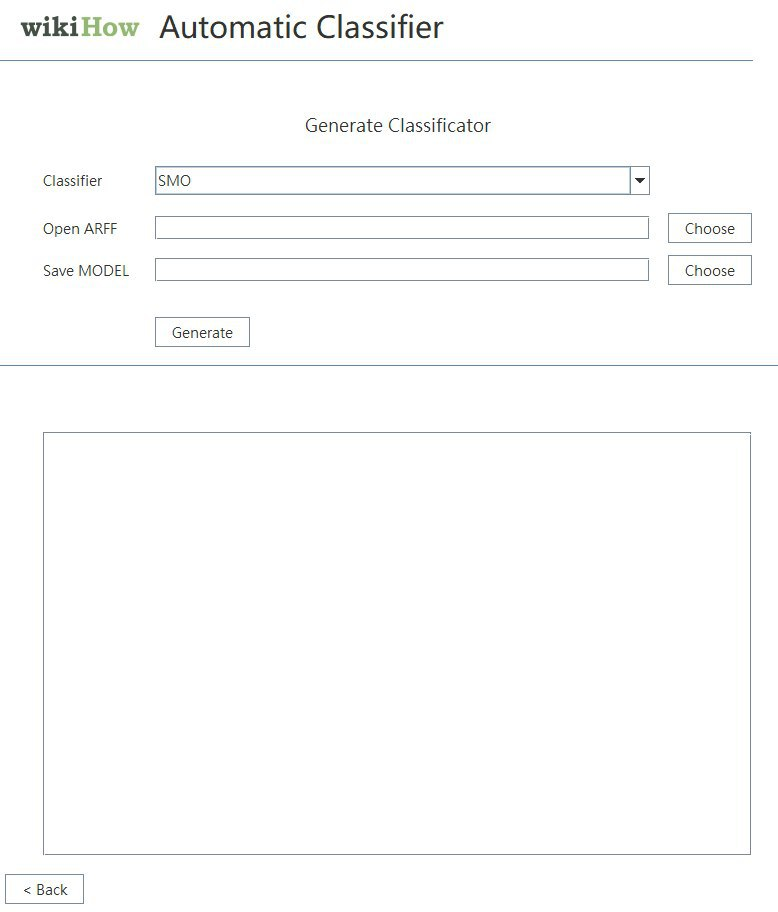 wikiHow Automatic Classifier
Generate Classificator
Classifier SMO
Open ARFF Choose
Save MODEL Choose
Generate
< Back